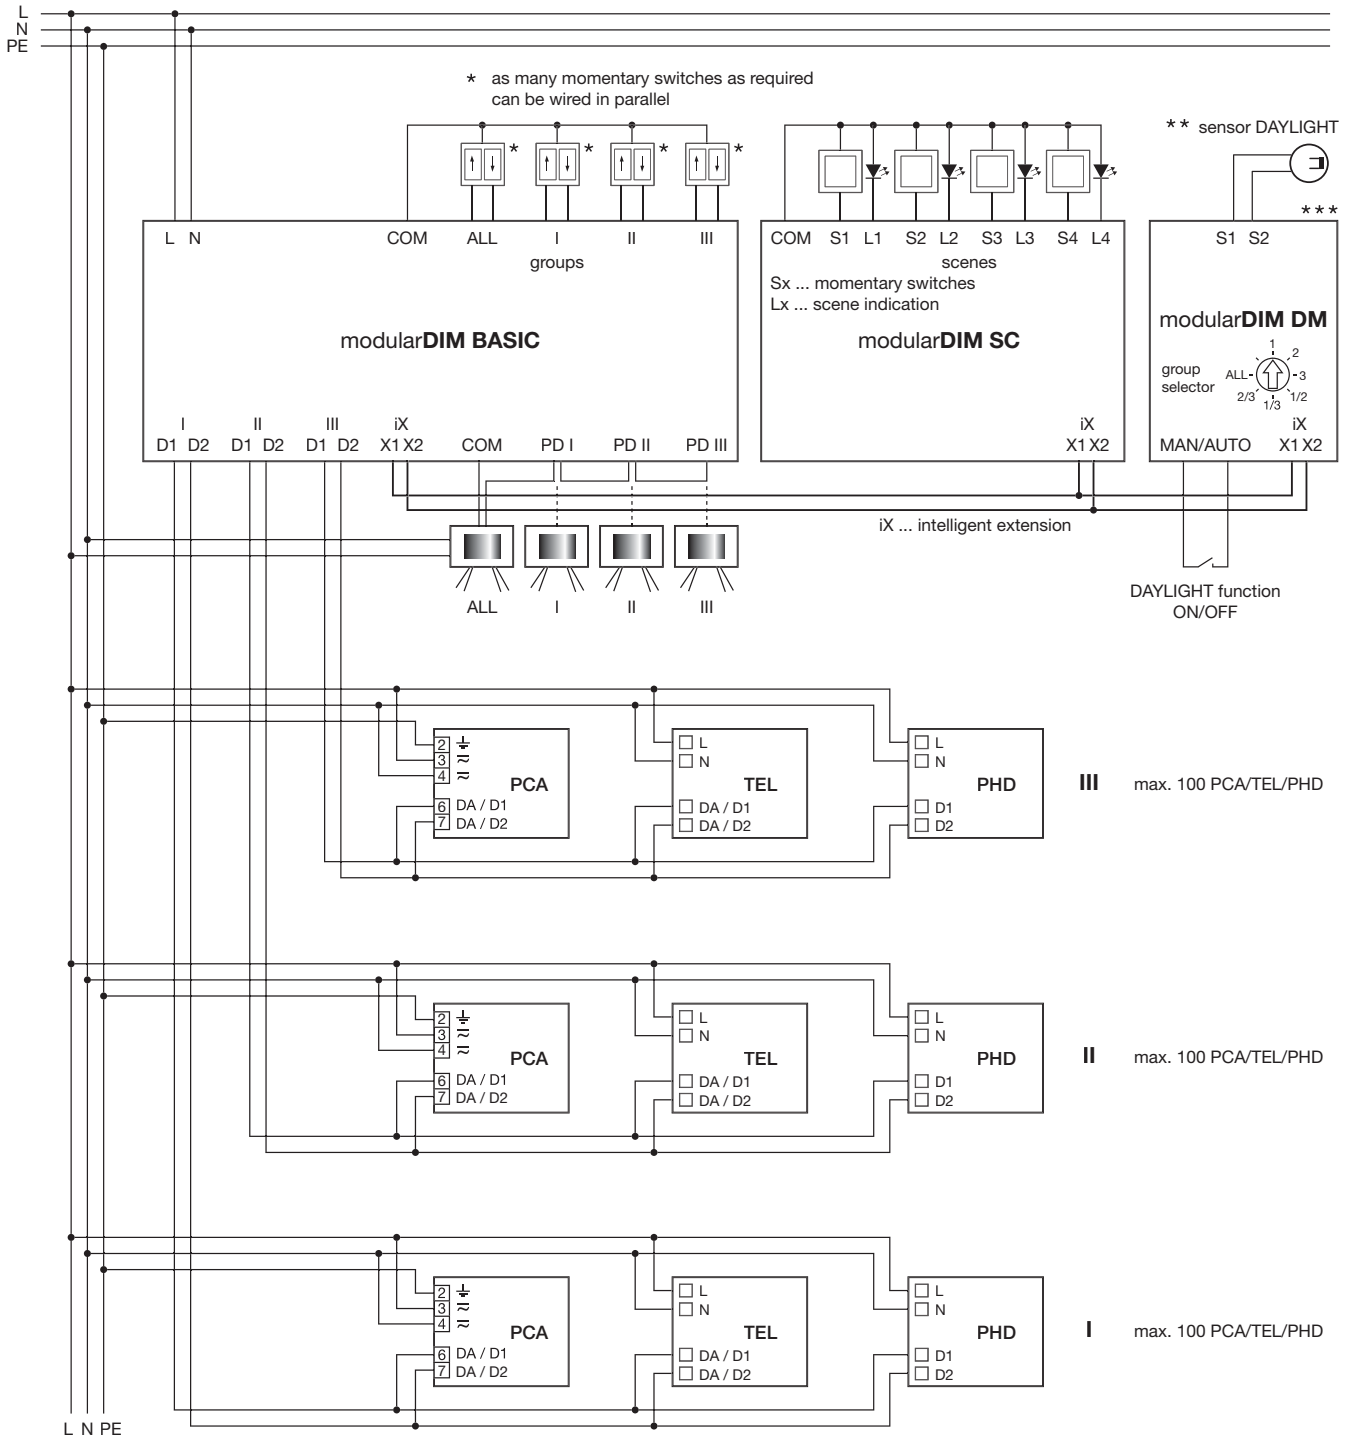 L
N
PE
* as many momentary switches as required
can be wired in parallel
** sensor DAYLIGHT
* * * *
***
L N COM ALL I II III
groups
COM S1 L1 S2 L2 S3 L3 S4 L4
scenes
Sx ... momentary switches
Lx ... scene indication
S1 S2
modularDIM BASIC
modularDIM SC
modularDIM DM
group
selector
1
2
ALL
3
2/3
1/2
1/3
I II III iX
D1 D2 D1 D2 D1 D2 X1 X2 COM PD I PD II PD III
iX
X1 X2
iX
MAN/AUTO X1 X2
iX ... intelligent extension
ALL I II III
DAYLIGHT function
ON/OFF
2
3
4
PCA
6 DA / D1
7 DA / D2
L
N
TEL
DA / D1
DA / D2
L
N
PHD
D1
D2
III max. 100 PCA/TEL/PHD
2
3
4
PCA
6 DA / D1
7 DA / D2
L
N
TEL
DA / D1
DA / D2
L
N
PHD
D1
D2
II max. 100 PCA/TEL/PHD
2
3
4
PCA
6 DA / D1
7 DA / D2
L
N
TEL
DA / D1
DA / D2
L
N
PHD
D1
D2
I max. 100 PCA/TEL/PHD
L N PE